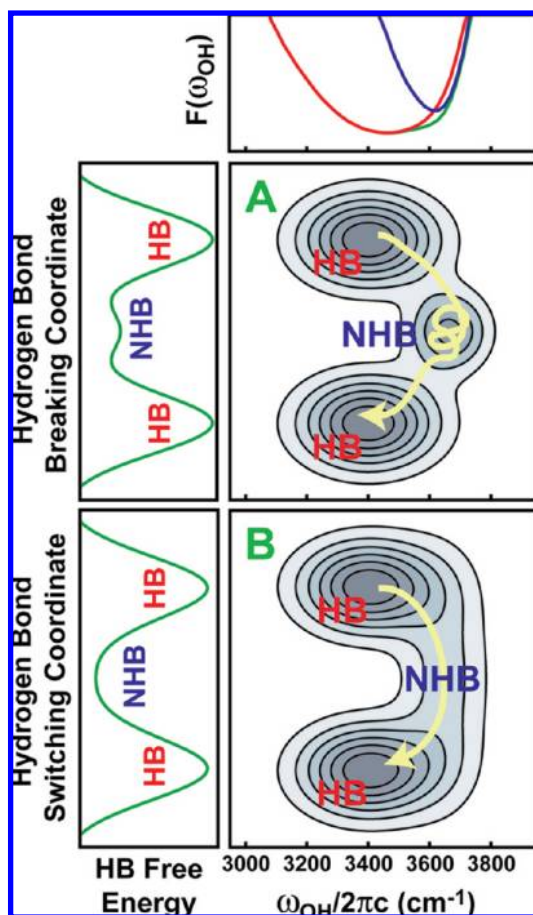 F(ω_OH)
Hydrogen Bond
Breaking Coordinate
HB
NHB
HB
A
HB
NHB
HB
Hydrogen Bond
Switching Coordinate
HB
NHB
HB
B
HB
NHB
HB
3000 3200 3400 3600 3800
HB Free
Energy
ω_OH/2πc (cm⁻¹)